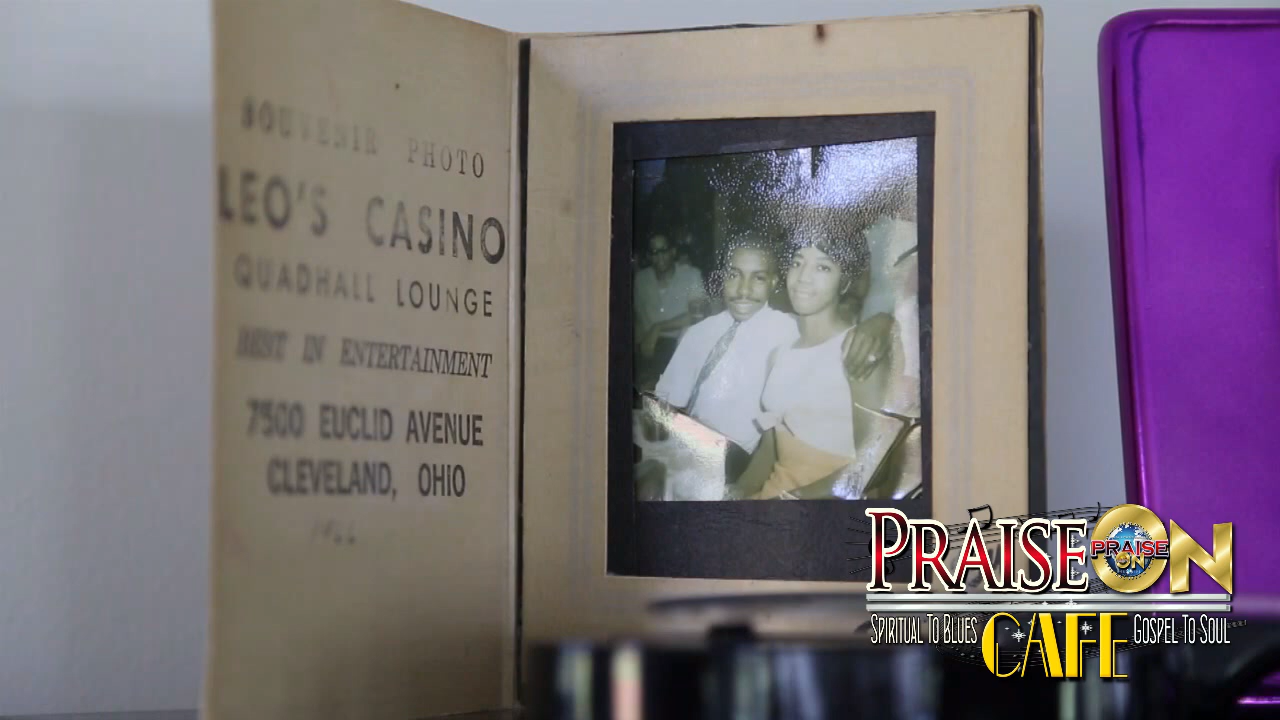 SOUVENIR PHOTO
LEO'S CASINO
QUADHALL LOUNGE
BEST IN ENTERTAINMENT
7500 EUCLID AVENUE
CLEVELAND, OHIO
PRAISE ON
PRAISE ON
SPIRITUAL TO BLUES CAFE GOSPEL TO SOUL